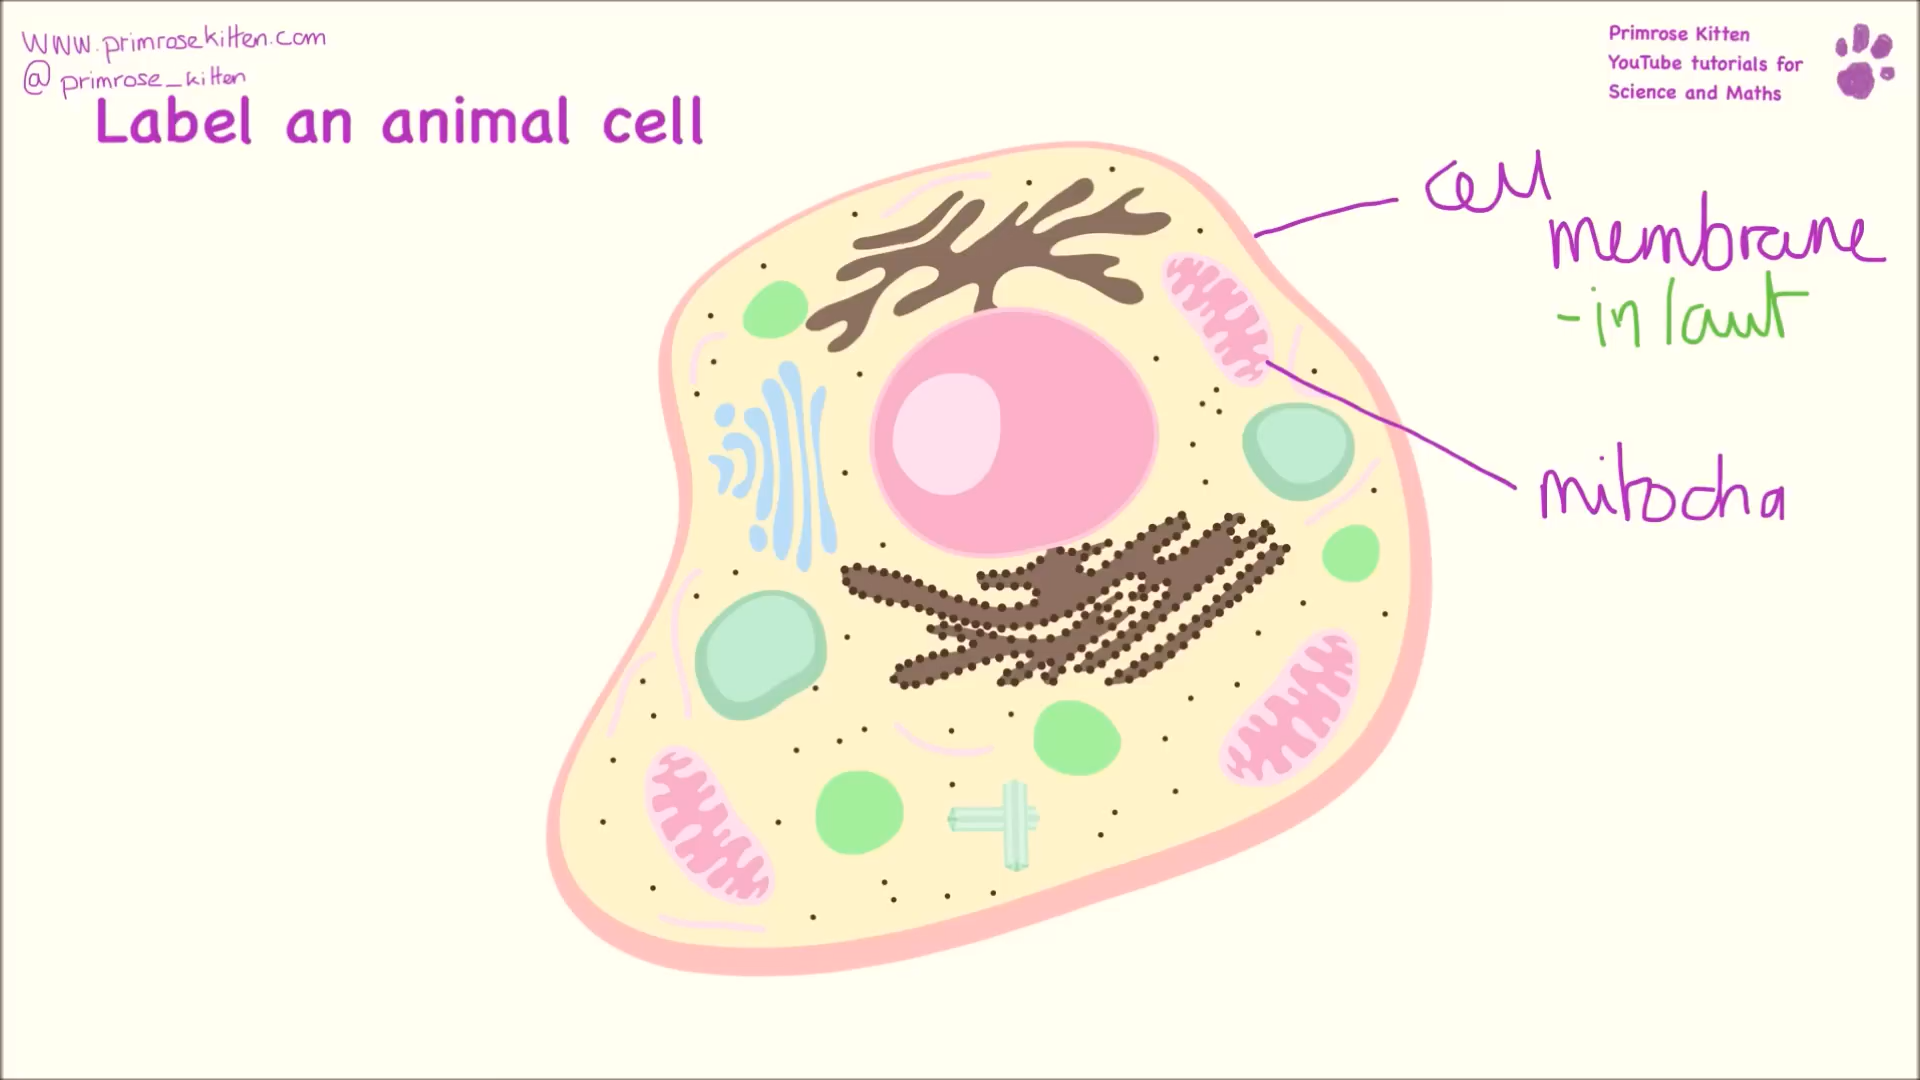 www.primrosekitten.com
@primrose_kitten
Label an animal cell
Primrose Kitten
YouTube tutorials for
Science and Maths
cell
membrane
- in/out
mitocha